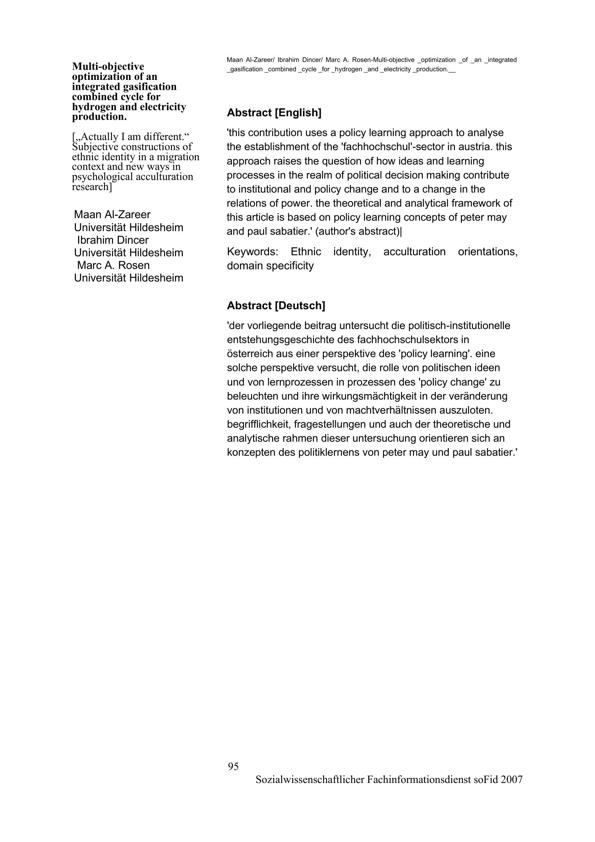 Multi-objective
optimization of an
integrated gasification
combined cycle for
hydrogen and electricity
production.
[„Actually I am different.“
Subjective constructions of
ethnic identity in a migration
context and new ways in
psychological acculturation
research]
Maan Al-Zareer
Universität Hildesheim
Ibrahim Dincer
Universität Hildesheim
Marc A. Rosen
Universität Hildesheim
Maan Al-Zareer/ Ibrahim Dincer/ Marc A. Rosen-Multi-objective _optimization _of _an _integrated
_gasification _combined _cycle _for _hydrogen _and _electricity _production.__
Abstract [English]
'this contribution uses a policy learning approach to analyse
the establishment of the 'fachhochschul'-sector in austria. this
approach raises the question of how ideas and learning
processes in the realm of political decision making contribute
to institutional and policy change and to a change in the
relations of power. the theoretical and analytical framework of
this article is based on policy learning concepts of peter may
and paul sabatier.' (author's abstract)|
Keywords: Ethnic identity, acculturation orientations,
domain specificity
Abstract [Deutsch]
'der vorliegende beitrag untersucht die politisch-institutionelle
entstehungsgeschichte des fachhochschulsektors in
österreich aus einer perspektive des 'policy learning'. eine
solche perspektive versucht, die rolle von politischen ideen
und von lernprozessen in prozessen des 'policy change' zu
beleuchten und ihre wirkungsmächtigkeit in der veränderung
von institutionen und von machtverhältnissen auszuloten.
begrifflichkeit, fragestellungen und auch der theoretische und
analytische rahmen dieser untersuchung orientieren sich an
konzepten des politiklernens von peter may und paul sabatier.'
95
Sozialwissenschaftlicher Fachinformationsdienst soFid 2007